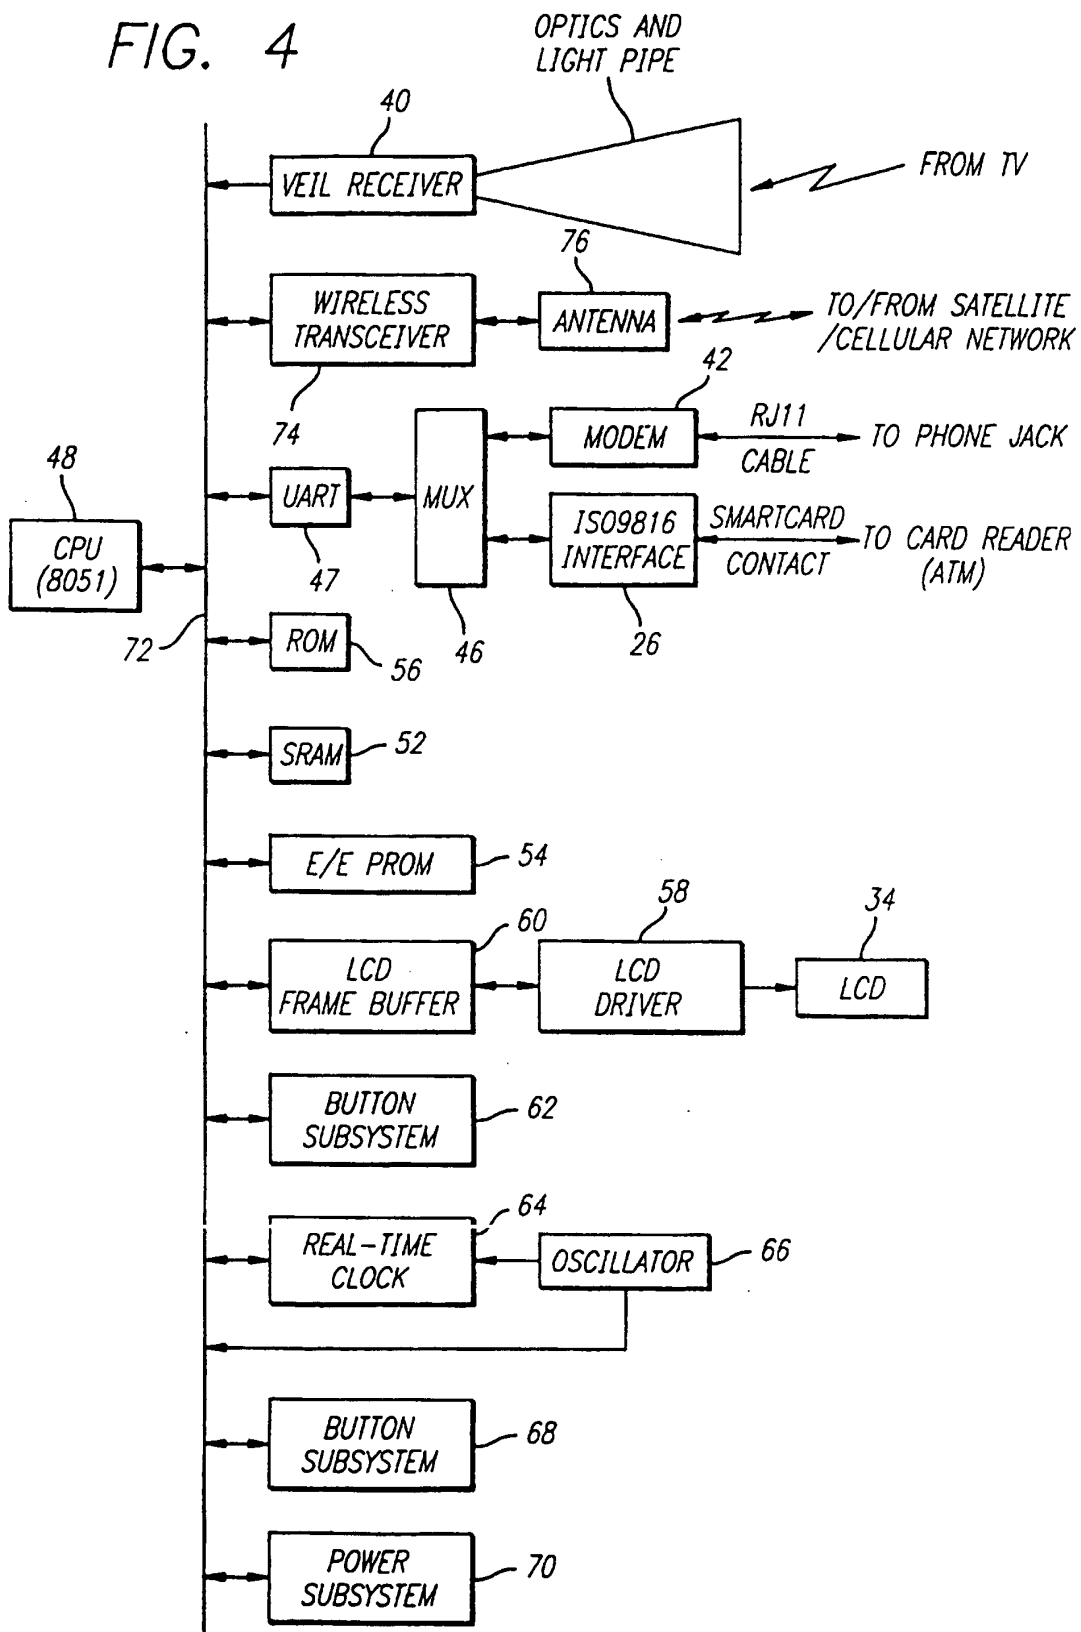 FIG. 4
OPTICS AND
LIGHT PIPE
40
VEIL RECEIVER
FROM TV
76
WIRELESS
TRANSCEIVER
ANTENNA
TO/FROM SATELLITE
/CELLULAR NETWORK
74
42
MODEM
RJ11
CABLE
TO PHONE JACK
48
CPU
(8051)
UART
47
MUX
46
ISO9816
INTERFACE
SMARTCARD
CONTACT
TO CARD READER
(ATM)
26
72
ROM
56
SRAM
52
E/E PROM
54
60
LCD
FRAME BUFFER
58
LCD
DRIVER
34
LCD
BUTTON
SUBSYSTEM
62
64
REAL-TIME
CLOCK
OSCILLATOR
66
BUTTON
SUBSYSTEM
68
POWER
SUBSYSTEM
70